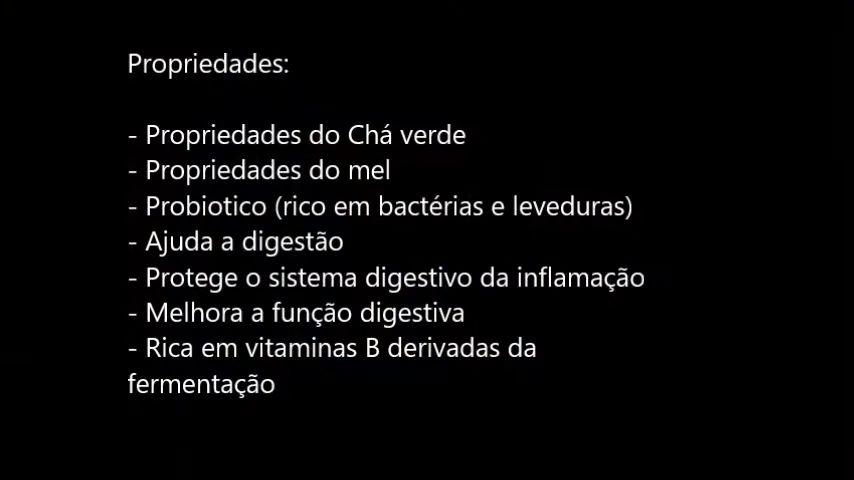 Propriedades:
- Propriedades do Chá verde
- Propriedades do mel
- Probiotico (rico em bactérias e leveduras)
- Ajuda a digestão
- Protege o sistema digestivo da inflamação
- Melhora a função digestiva
- Rica em vitaminas B derivadas da
fermentação